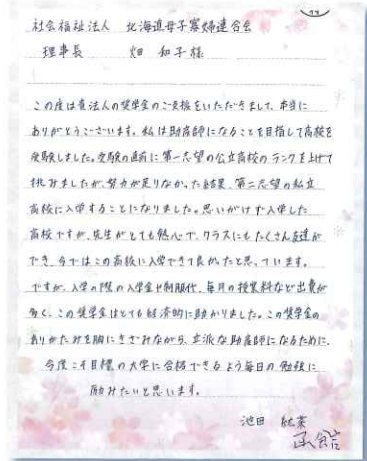 社会福祉法人　北海道母子寡婦連合会
理事長　畑　和子様
この度は貴法人の奨学金のご支援をいただきまして、本当に
ありがとうございます。私は助産師になることを目指して高校を
受験しました。受験の直前に第一志望の公立高校のランクを上げて
挑みましたが、努力が足りなかった結果、第二志望の私立
高校に入学することになりました。思いがけず入学した
高校ですが、先生がとても熱心で、クラスにもたくさん友達が
でき、今ではこの高校に入学できて良かったと思っています。
ですが、入学の際の入学金や制服代、毎月の授業料など出費が
多く、この奨学金はとても経済的に助かりました。この奨学金の
ありがたみを胸にきざみながら、立派な助産師になるために、
今度こそ目標の大学に合格できるよう毎日の勉強に
励みたいと思います。
池田
函館